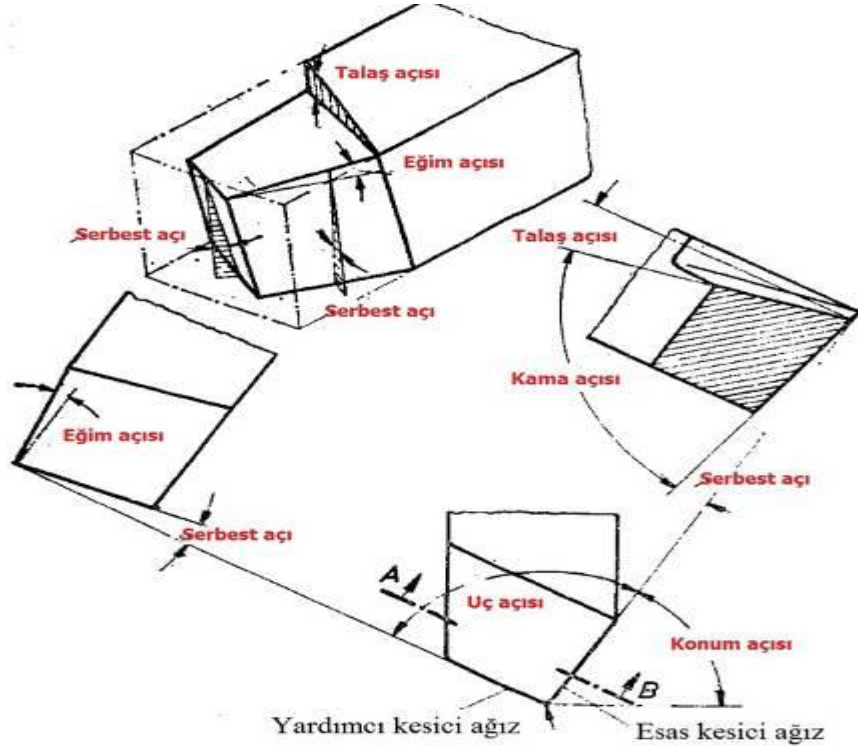 Talaş açısı
Eğim açısı
Serbest açı
Talaş açısı
Serbest açı
Kama açısı
Eğim açısı
Serbest açı
Serbest açı
A
Uç açısı
Konum açısı
B
Yardımcı kesici ağız
Esas kesici ağız